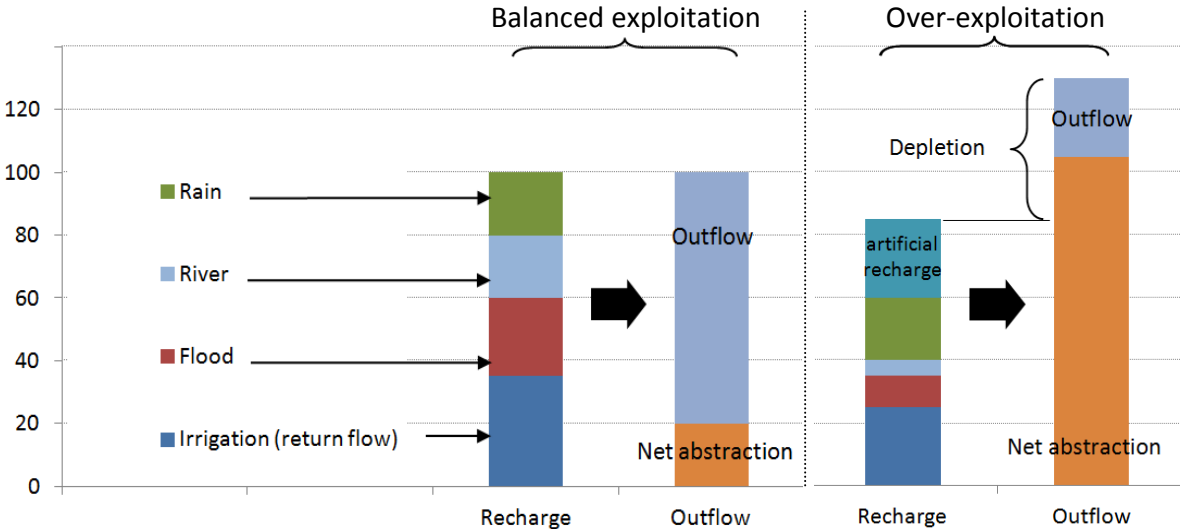 Balanced exploitation
Over-exploitation
120
100
80
60
40
20
0
Rain
River
Flood
Irrigation (return flow)
Outflow
Net abstraction
Depletion
Outflow
artificial
recharge
Net abstraction
Recharge
Outflow
Recharge
Outflow